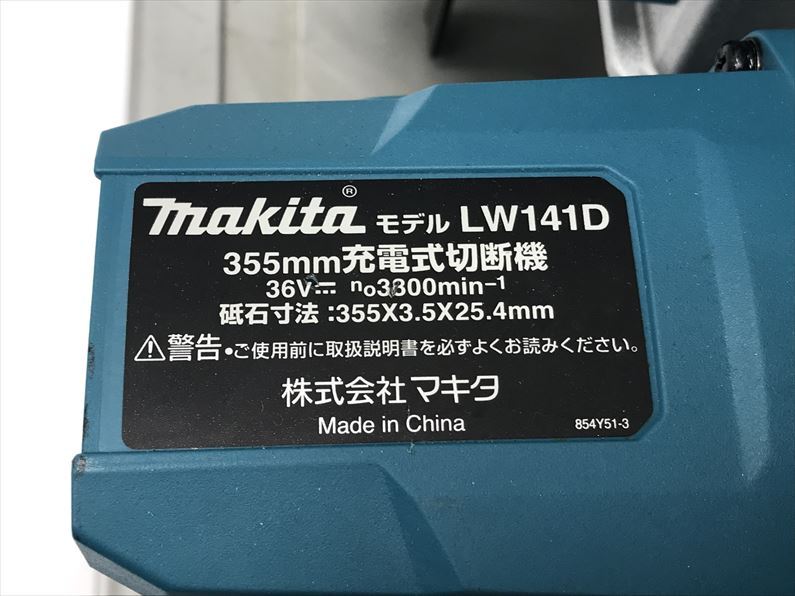 makita® モデル LW141D
355mm充電式切断機
36V⎓ n₀3800min⁻¹
砥石寸法:355X3.5X25.4mm
⚠警告・ご使用前に取扱説明書を必ずよくお読みください。
株式会社マキタ
Made in China 854Y51-3